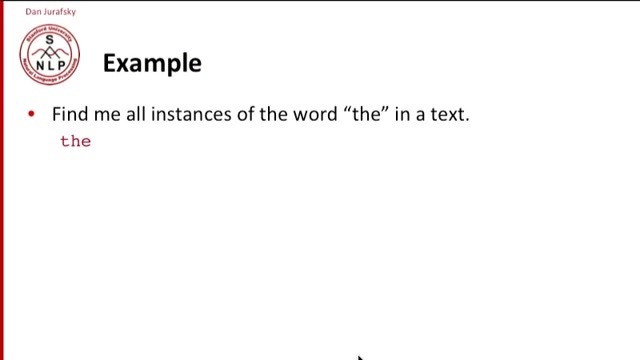 Dan Jurafsky
Stanford University
S
NLP
Natural Language Processing
Example
• Find me all instances of the word “the” in a text.
the